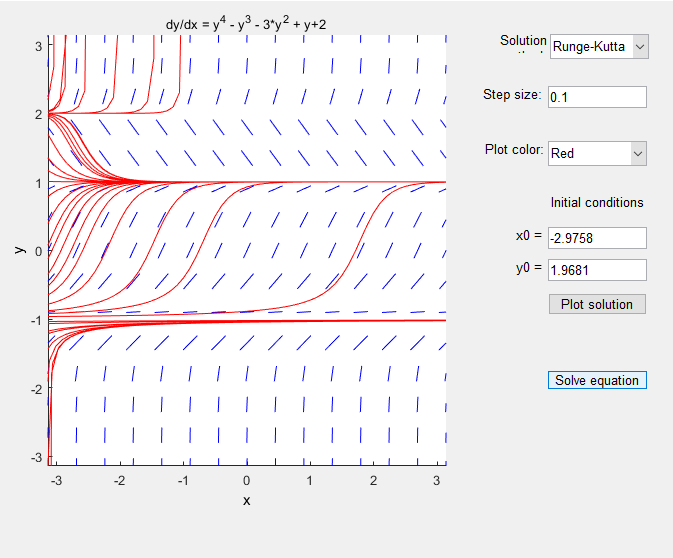 dy/dx = y^4 - y^3 - 3*y^2 + y+2
3
2
1
0
-1
-2
-3
y
-3
-2
-1
0
1
2
3
x
Solution
Runge-Kutta
Step size:
0.1
Plot color:
Red
Initial conditions
x0 =
-2.9758
y0 =
1.9681
Plot solution
Solve equation